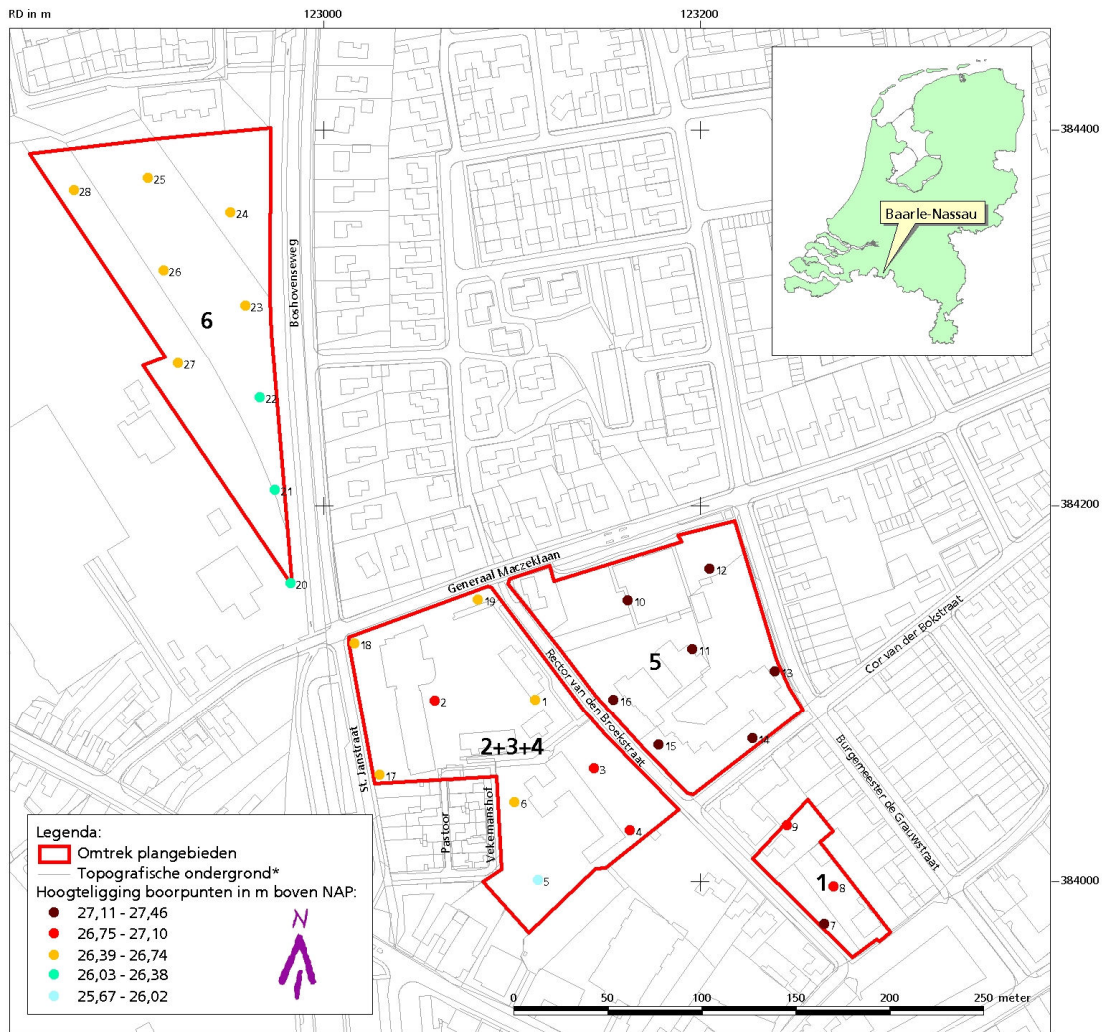 RD in m
123000
123200
384400
384200
384000
Baarle-Nassau
28
25
24
26
23
6
27
22
21
20
Boshovenseweg
Generaal Maczeklaan
19
18
2
1
2+3+4
17
6
3
4
5
St. Janstraat
Pastoor
Vekemanshof
Rector van den Broekstraat
12
10
11
5
13
16
15
14
Cor van der Bokstraat
Burgemeester de Grauwstraat
9
1
8
7
Legenda:
Omtrek plangebieden
Topografische ondergrond*
Hoogteligging boorpunten in m boven NAP:
27,11 - 27,46
26,75 - 27,10
26,39 - 26,74
26,03 - 26,38
25,67 - 26,02
N
0 50 100 150 200 250 meter